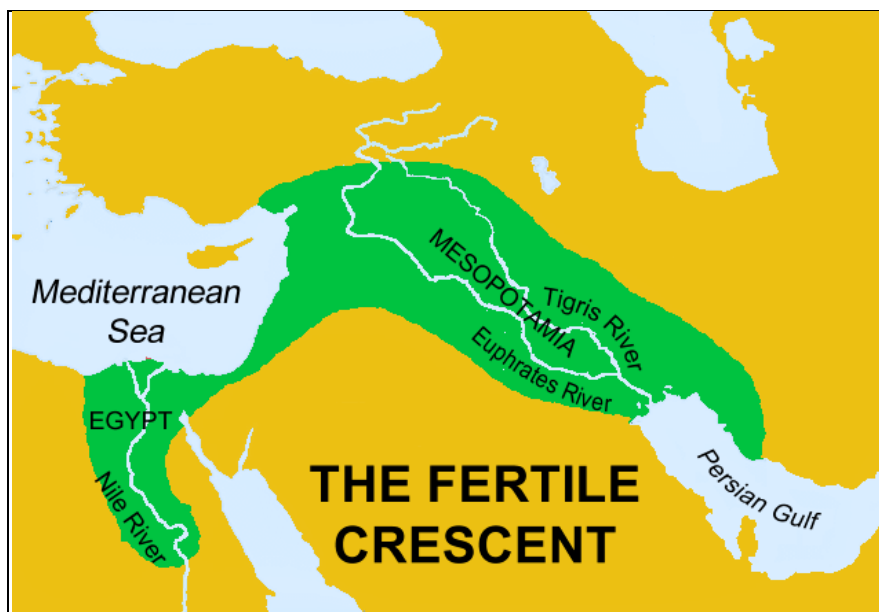 Mediterranean
Sea
MESOPOTAMIA
Tigris River
Euphrates River
EGYPT
Nile River
THE FERTILE
CRESCENT
Persian Gulf